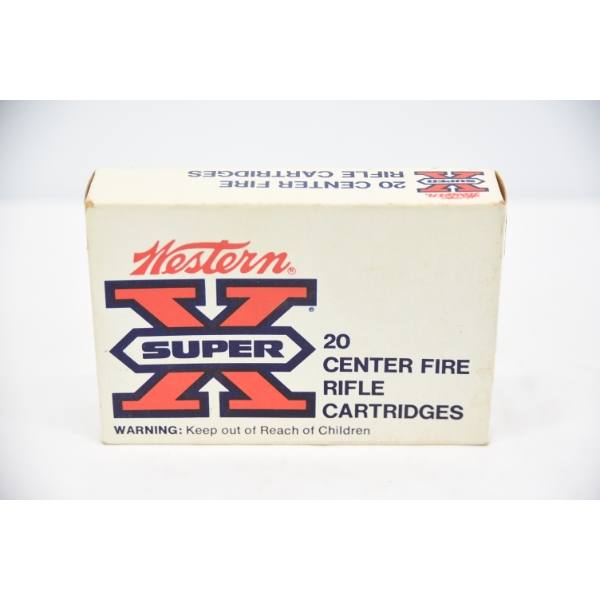 20 CENTER FIRE
RIFLE CARTRIDGES
Western
X
SUPER
Western®
X®
SUPER
20
CENTER FIRE
RIFLE
CARTRIDGES
WARNING: Keep out of Reach of Children